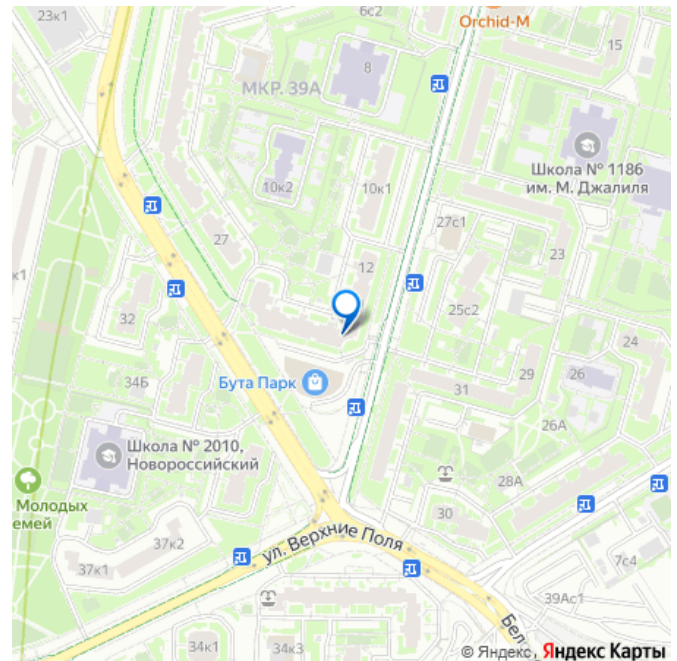 23к1
6с2
Orchid-M
15
8
МКР. 39А
Школа № 1186
им. М. Джалиля
10к2
10к1
27с1
27
23
12
к1
25с2
32
24
29
26
34Б
Бута Парк
31
26А
Школа № 2010,
Новороссийский
28А
Молодых
емей
30
ул. Верхние Поля
37к2
37к1
7с4
39Ас1
Бел
34к1
34к3
© Яндекс, Яндекс Карты